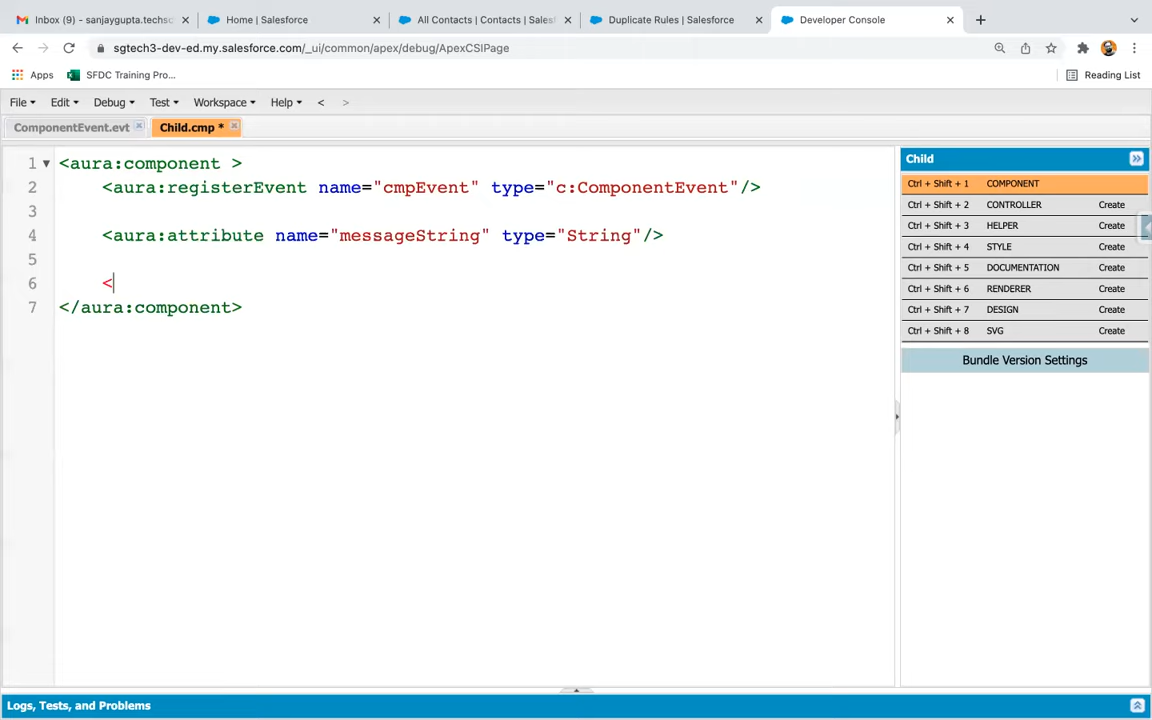 Inbox (9) - sanjaygupta.techsc
Home | Salesforce
All Contacts | Contacts | Sales
Duplicate Rules | Salesforce
Developer Console
sgtech3-dev-ed.my.salesforce.com/_ui/common/apex/debug/ApexCSIPage
Apps
SFDC Training Pro...
Reading List
File Edit Debug Test Workspace Help < >
ComponentEvent.evt
Child.cmp *
1 <aura:component >
2 <aura:registerEvent name="cmpEvent" type="c:ComponentEvent"/>
3
4 <aura:attribute name="messageString" type="String"/>
5
6 <
7 </aura:component>
Child
Ctrl + Shift + 1 COMPONENT
Ctrl + Shift + 2 CONTROLLER Create
Ctrl + Shift + 3 HELPER Create
Ctrl + Shift + 4 STYLE Create
Ctrl + Shift + 5 DOCUMENTATION Create
Ctrl + Shift + 6 RENDERER Create
Ctrl + Shift + 7 DESIGN Create
Ctrl + Shift + 8 SVG Create
Bundle Version Settings
Logs, Tests, and Problems